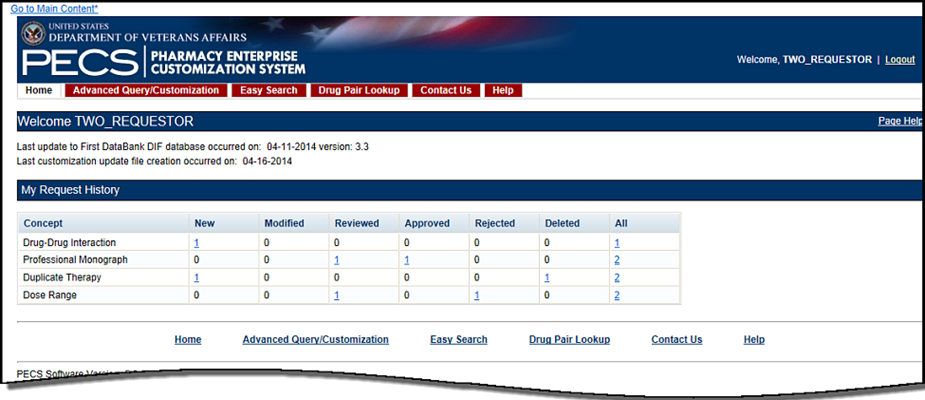 Go to Main Content*
UNITED STATES
DEPARTMENT OF VETERANS AFFAIRS
PECS PHARMACY ENTERPRISE
CUSTOMIZATION SYSTEM
Welcome, TWO_REQUESTOR | Logout
Home Advanced Query/Customization Easy Search Drug Pair Lookup Contact Us Help
Welcome TWO_REQUESTOR Page Help
Last update to First DataBank DIF database occurred on: 04-11-2014 version: 3.3
Last customization update file creation occurred on: 04-16-2014
My Request History
Concept New Modified Reviewed Approved Rejected Deleted All
Drug-Drug Interaction 1 0 0 0 0 0 1
Professional Monograph 0 0 1 1 0 0 2
Duplicate Therapy 1 0 0 0 0 1 2
Dose Range 0 0 1 0 1 0 2
Home Advanced Query/Customization Easy Search Drug Pair Lookup Contact Us Help
PECS Software Version